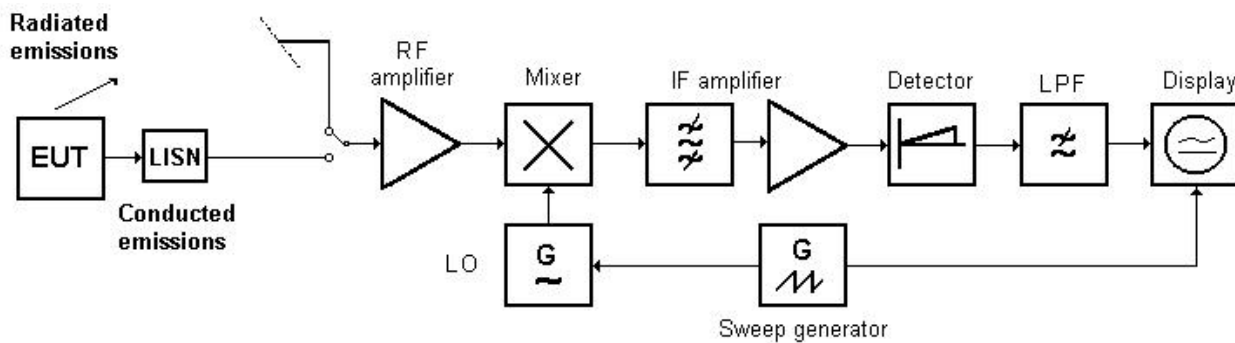 Radiated
emissions
RF
amplifier
Mixer
IF amplifier
Detector
LPF
Display
EUT
LISN
Conducted
emissions
LO
G
G
Sweep generator